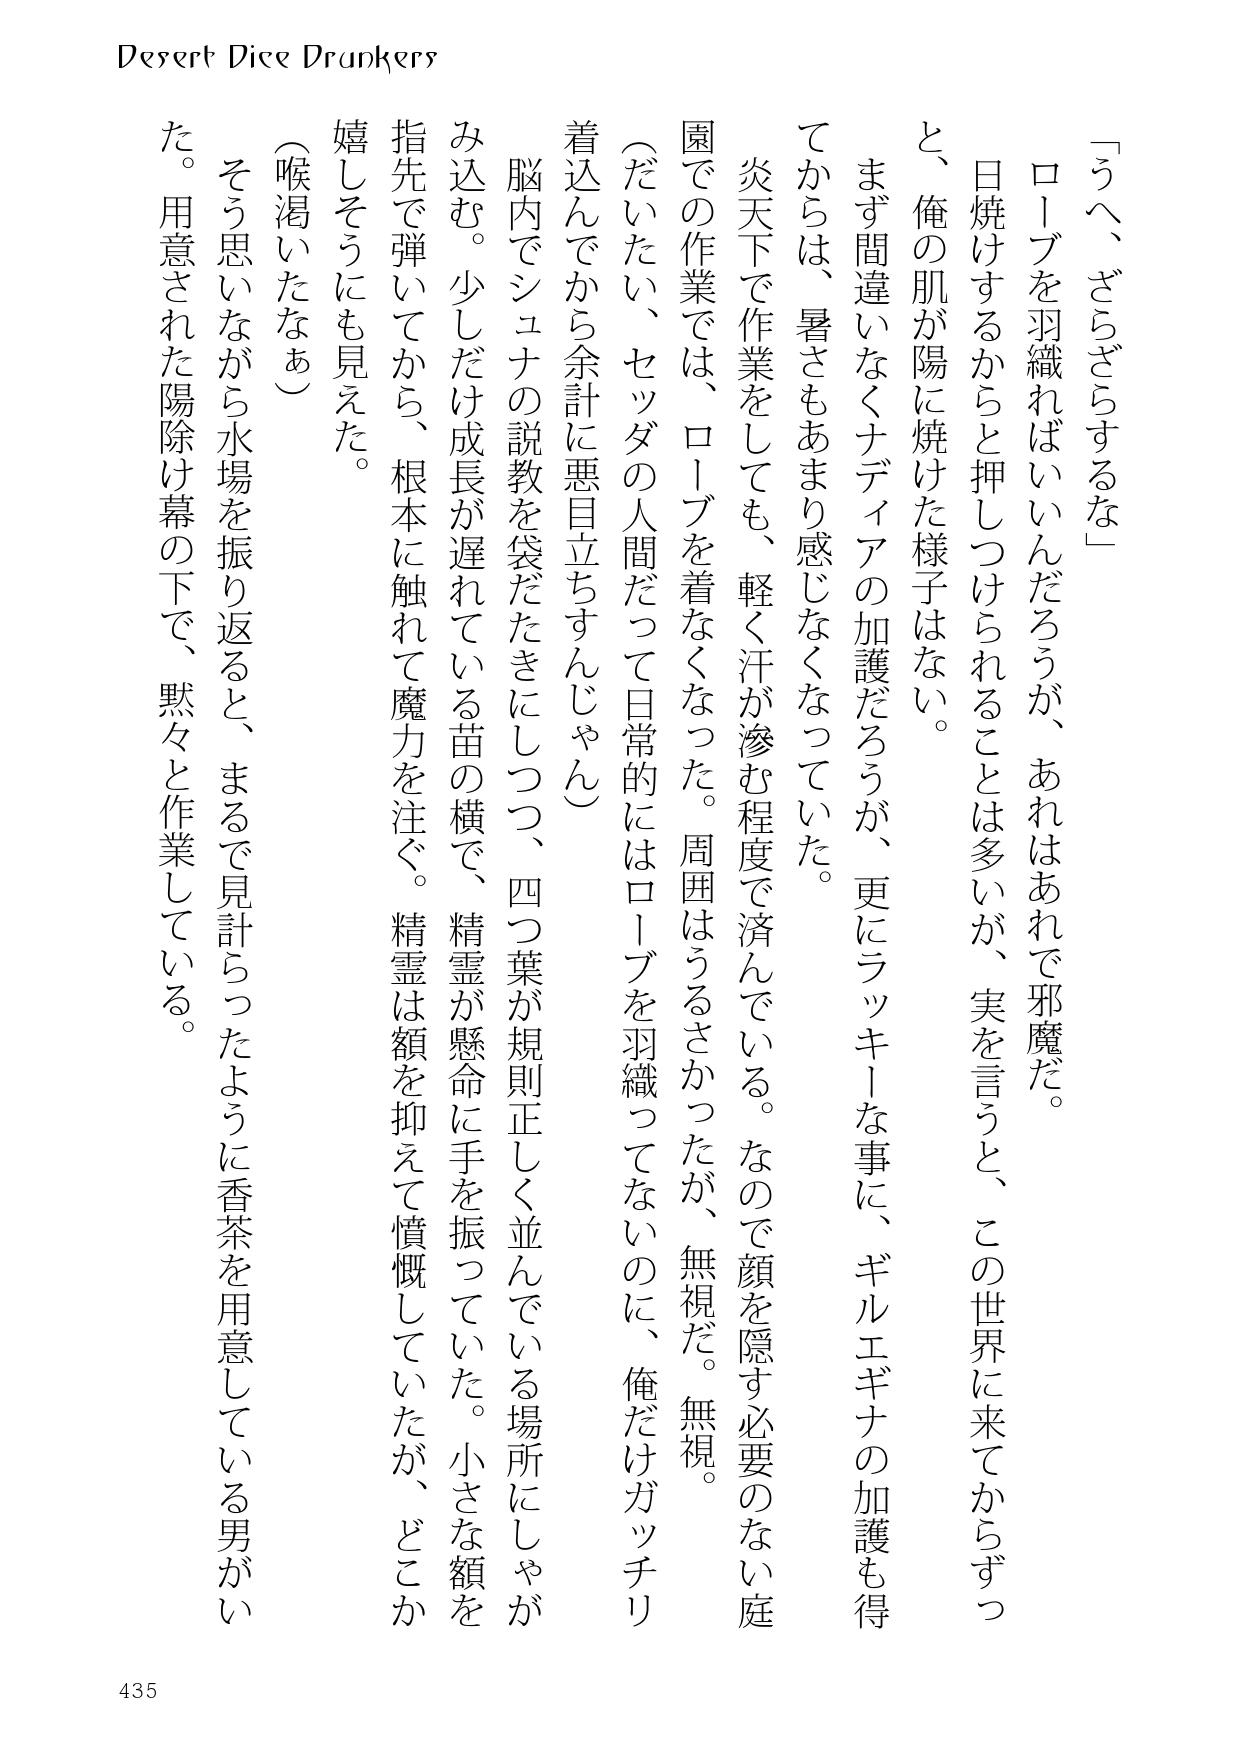 Desert Dice Drunkers
「うへ、ざらざらするな」
ローブを羽織ればいいんだろうが、あれはあれで邪魔だ。
日焼けするからと押しつけられることは多いが、実を言うと、この世界に来てからずっ
と、俺の肌が陽に焼けた様子はない。
まず間違いなくナディアの加護だろうが、更にラッキーな事に、ギルエギナの加護も得
てからは、暑さもあまり感じなくなっていた。
炎天下で作業をしても、軽く汗が滲む程度で済んでいる。なので顔を隠す必要のない庭
園での作業では、ローブを着なくなった。周囲はうるさかったが、無視だ。無視。
（だいたい、セッダの人間だって日常的にはローブを羽織ってないのに、俺だけガッチリ
着込んでから余計に悪目立ちすんじゃん）
脳内でシュナの説教を袋だたきにしつつ、四つ葉が規則正しく並んでいる場所にしゃが
み込む。少しだけ成長が遅れている苗の横で、精霊が懸命に手を振っていた。小さな額を
指先で弾いてから、根本に触れて魔力を注ぐ。精霊は額を抑えて憤慨していたが、どこか
嬉しそうにも見えた。
（喉渇いたなぁ）
そう思いながら水場を振り返ると、まるで見計らったように香茶を用意している男がい
た。用意された陽除け幕の下で、黙々と作業している。
435